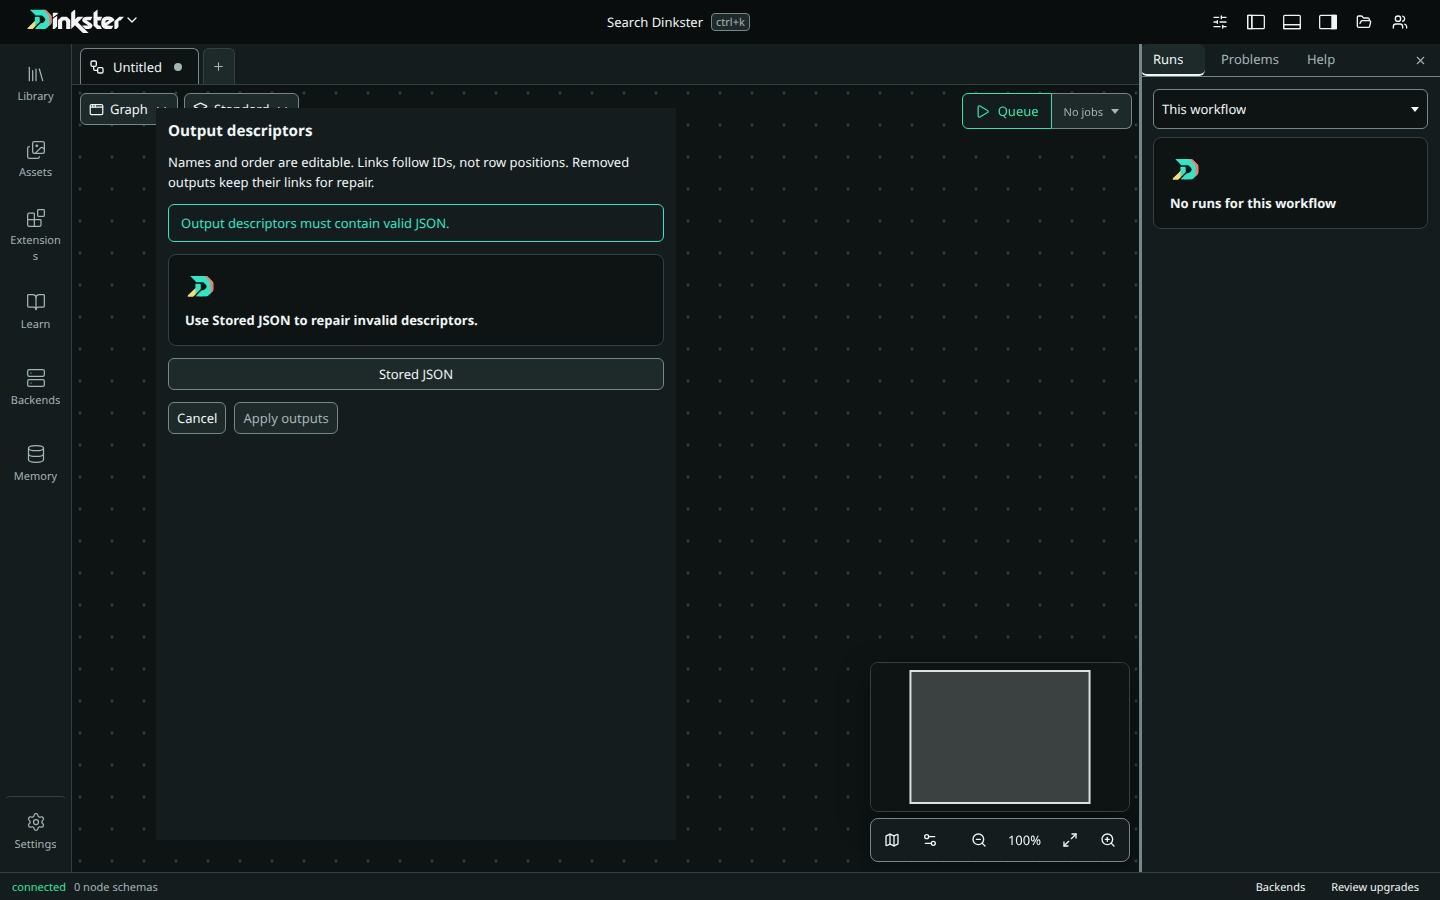 Dinkster
Search Dinkster ctrl+k
Untitled
Runs Problems Help
Library
Assets
Extension
s
Learn
Backends
Memory
Settings
Graph
Standard
Queue No jobs
Output descriptors
Names and order are editable. Links follow IDs, not row positions. Removed
outputs keep their links for repair.
Output descriptors must contain valid JSON.
Use Stored JSON to repair invalid descriptors.
Stored JSON
Cancel Apply outputs
This workflow
No runs for this workflow
100%
connected 0 node schemas
Backends Review upgrades